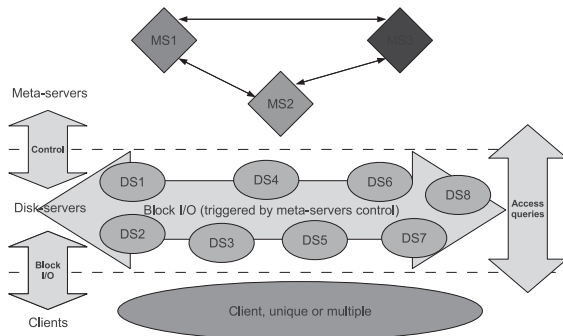 MS1
MS3
MS2
Meta-servers
Control
DS1
DS4
DS6
DS8
Disk-servers
Block I/O (triggered by meta-servers control)
Access
queries
DS2
DS3
DS5
DS7
Block
I/O
Clients
Client, unique or multiple